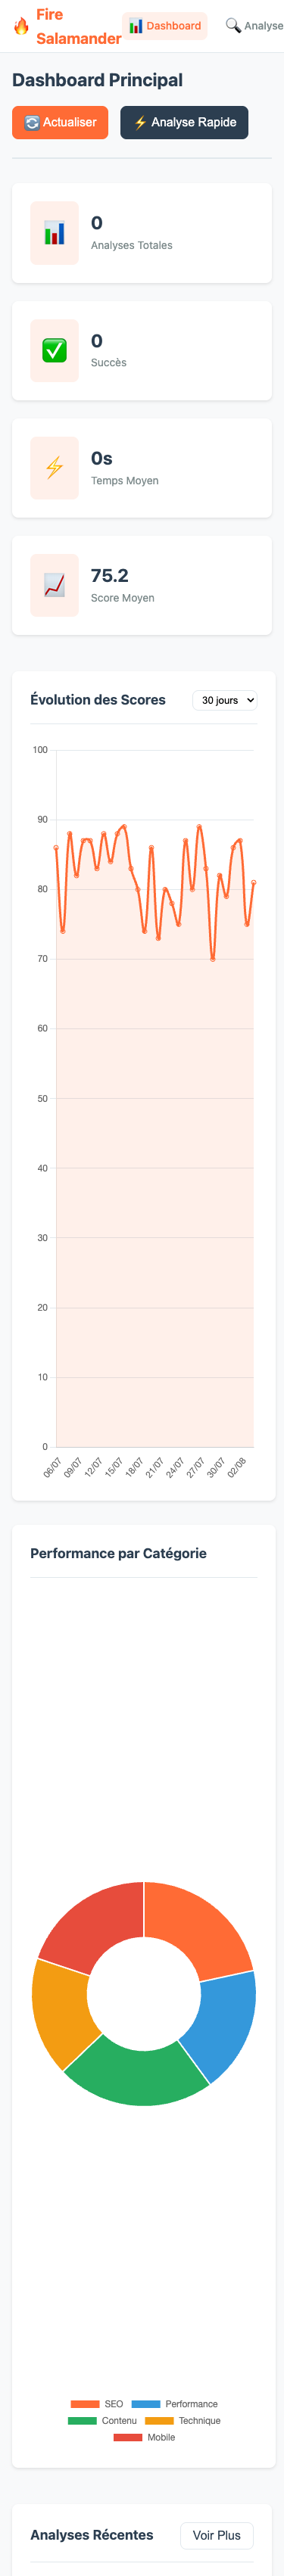 Fire
Salamander
Dashboard
Analyse
Dashboard Principal
Actualiser
Analyse Rapide
0
Analyses Totales
0
Succès
0s
Temps Moyen
75.2
Score Moyen
Évolution des Scores
30 jours
100
90
80
70
60
50
40
30
20
10
0
06/07 09/07 12/07 15/07 18/07 21/07 24/07 27/07 30/07 02/08
Performance par Catégorie
SEO Performance
Contenu Technique
Mobile
Analyses Récentes
Voir Plus